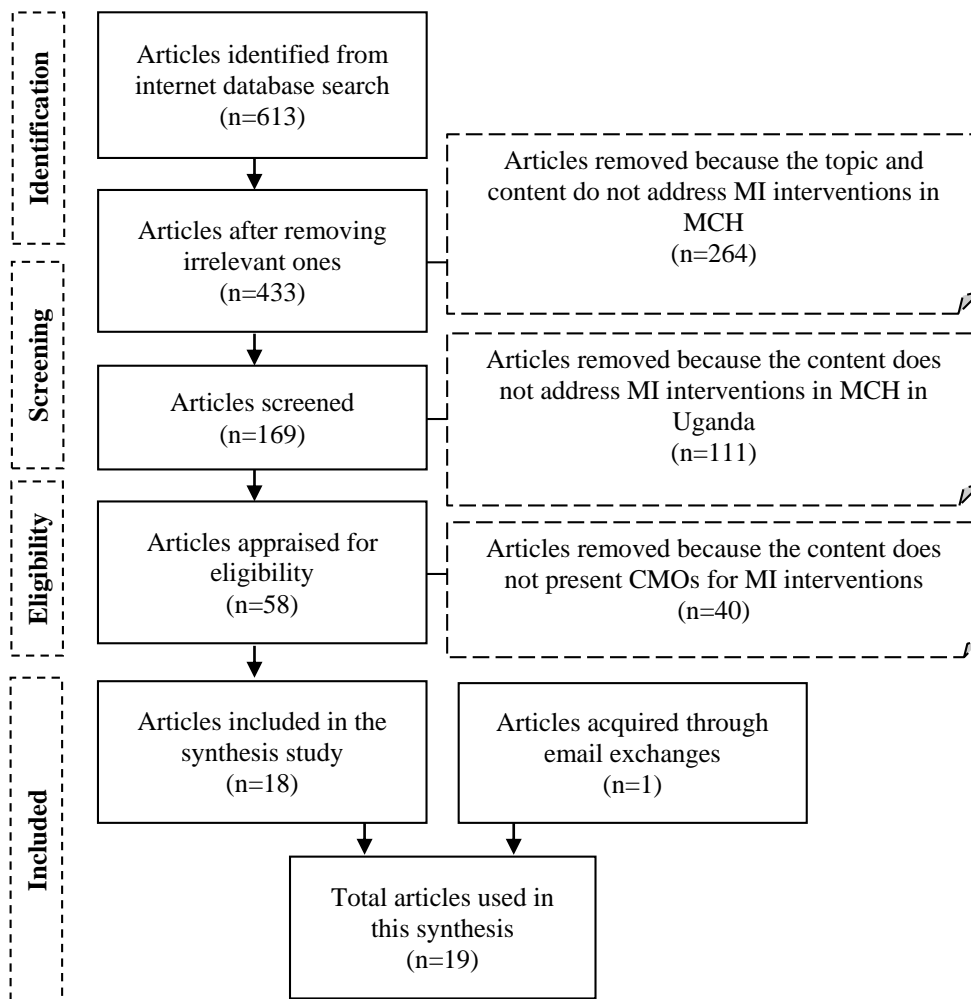 Identification
Articles identified from
internet database search
(n=613)
Articles removed because the topic and
content do not address MI interventions in
MCH
(n=264)
Articles after removing
irrelevant ones
(n=433)
Screening
Articles removed because the content does
not address MI interventions in MCH in
Uganda
(n=111)
Articles screened
(n=169)
Eligibility
Articles appraised for
eligibility
(n=58)
Articles removed because the content does
not present CMOs for MI interventions
(n=40)
Included
Articles included in the
synthesis study
(n=18)
Articles acquired through
email exchanges
(n=1)
Total articles used in
this synthesis
(n=19)